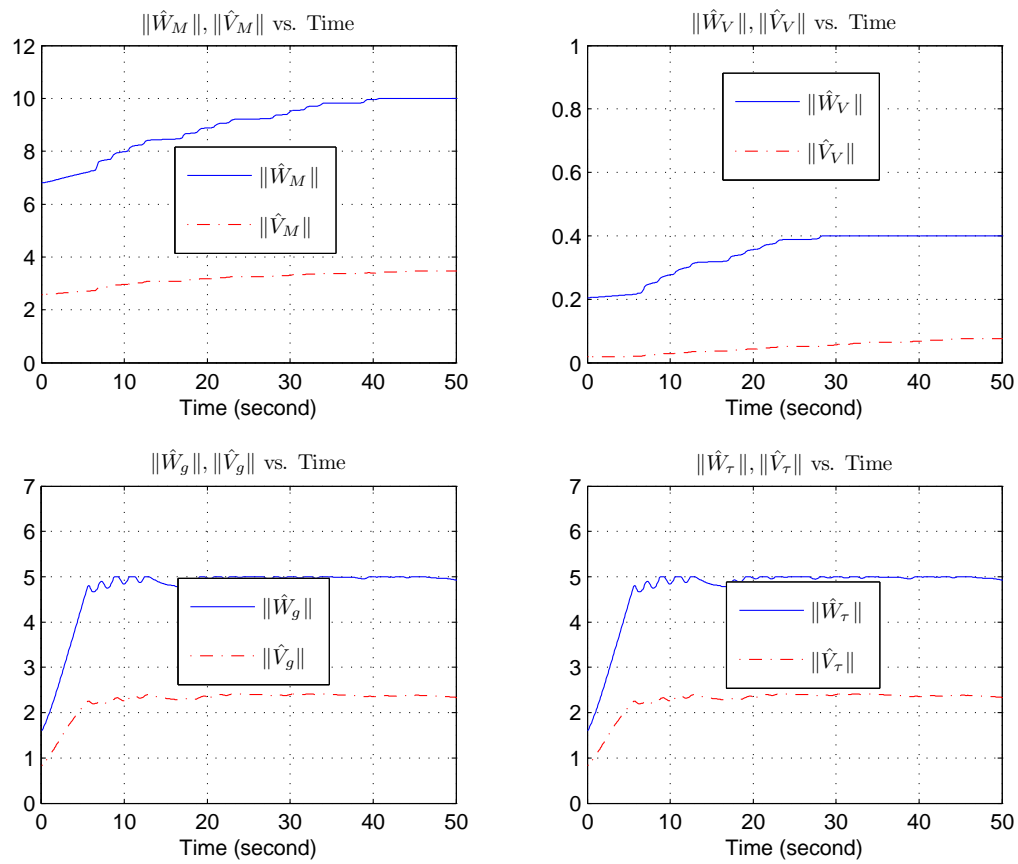 ‖Ŵ_M‖, ‖V̂_M‖ vs. Time
12
10
8
6
4
2
0
‖Ŵ_M‖
‖V̂_M‖
0 10 20 30 40 50
Time (second)
‖Ŵ_V‖, ‖V̂_V‖ vs. Time
1
0.8
0.6
0.4
0.2
0
‖Ŵ_V‖
‖V̂_V‖
0 10 20 30 40 50
Time (second)
‖Ŵ_g‖, ‖V̂_g‖ vs. Time
7
6
5
4
3
2
1
0
‖Ŵ_g‖
‖V̂_g‖
0 10 20 30 40 50
Time (second)
‖Ŵ_τ‖, ‖V̂_τ‖ vs. Time
7
6
5
4
3
2
1
0
‖Ŵ_τ‖
‖V̂_τ‖
0 10 20 30 40 50
Time (second)